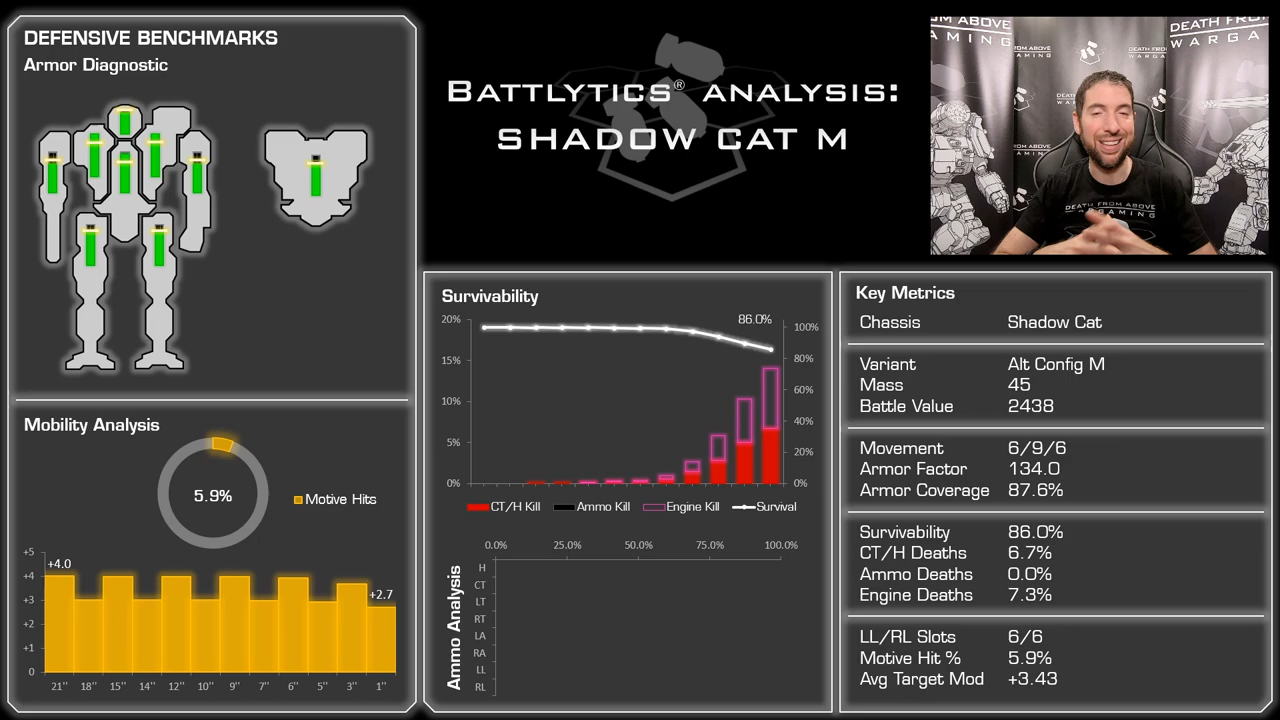 DEFENSIVE BENCHMARKS
Armor Diagnostic
BATTLYTICS® ANALYSIS:
SHADOW CAT M
DEATH FROM ABOVE
WARGAMING
Mobility Analysis
5.9%
Motive Hits
+5
+4
+3
+2
+1
0
+4.0
+2.7
21" 18" 15" 14" 12" 10" 9" 7" 6" 5" 3" 1"
Survivability
20%
15%
10%
5%
0%
86.0%
100%
80%
60%
40%
20%
0%
CT/H Kill Ammo Kill Engine Kill Survival
0.0% 25.0% 50.0% 75.0% 100.0%
Ammo Analysis
H
CT
LT
RT
LA
RA
LL
RL
Key Metrics
Chassis Shadow Cat
Variant Alt Config M
Mass 45
Battle Value 2438
Movement 6/9/6
Armor Factor 134.0
Armor Coverage 87.6%
Survivability 86.0%
CT/H Deaths 6.7%
Ammo Deaths 0.0%
Engine Deaths 7.3%
LL/RL Slots 6/6
Motive Hit % 5.9%
Avg Target Mod +3.43